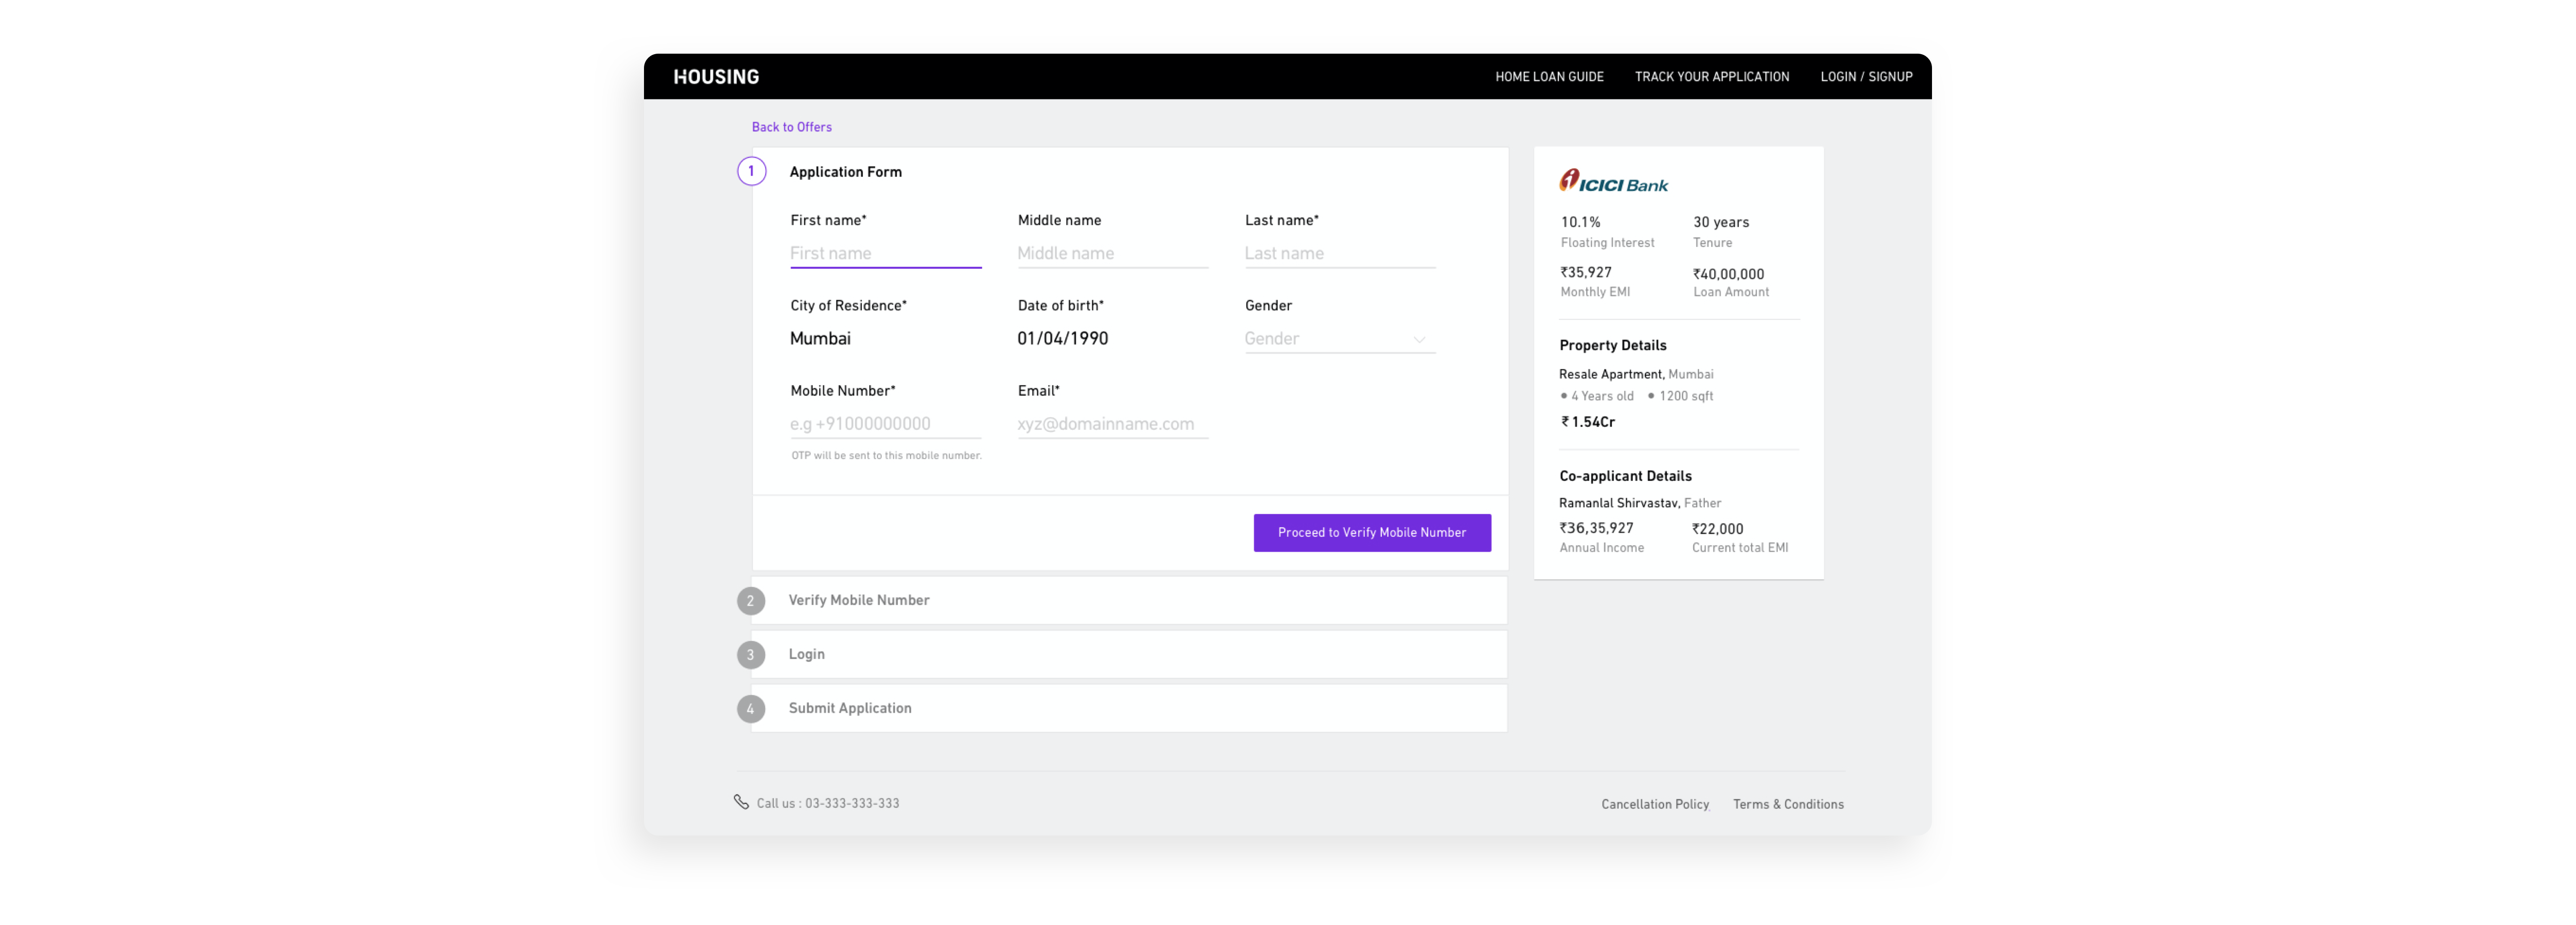 HOUSING
HOME LOAN GUIDE TRACK YOUR APPLICATION LOGIN / SIGNUP
Back to Offers
1 Application Form
First name* Middle name Last name*
First name Middle name Last name
City of Residence* Date of birth* Gender
Mumbai 01/04/1990 Gender
Mobile Number* Email*
e.g +91000000000 xyz@domainname.com
OTP will be sent to this mobile number.
Proceed to Verify Mobile Number
2 Verify Mobile Number
3 Login
4 Submit Application
ICICI Bank
10.1% 30 years
Floating Interest Tenure
₹35,927 ₹40,00,000
Monthly EMI Loan Amount
Property Details
Resale Apartment, Mumbai
• 4 Years old • 1200 sqft
₹ 1.54Cr
Co-applicant Details
Ramanlal Shirvastav, Father
₹36,35,927 ₹22,000
Annual Income Current total EMI
Call us : 03-333-333-333
Cancellation Policy Terms & Conditions